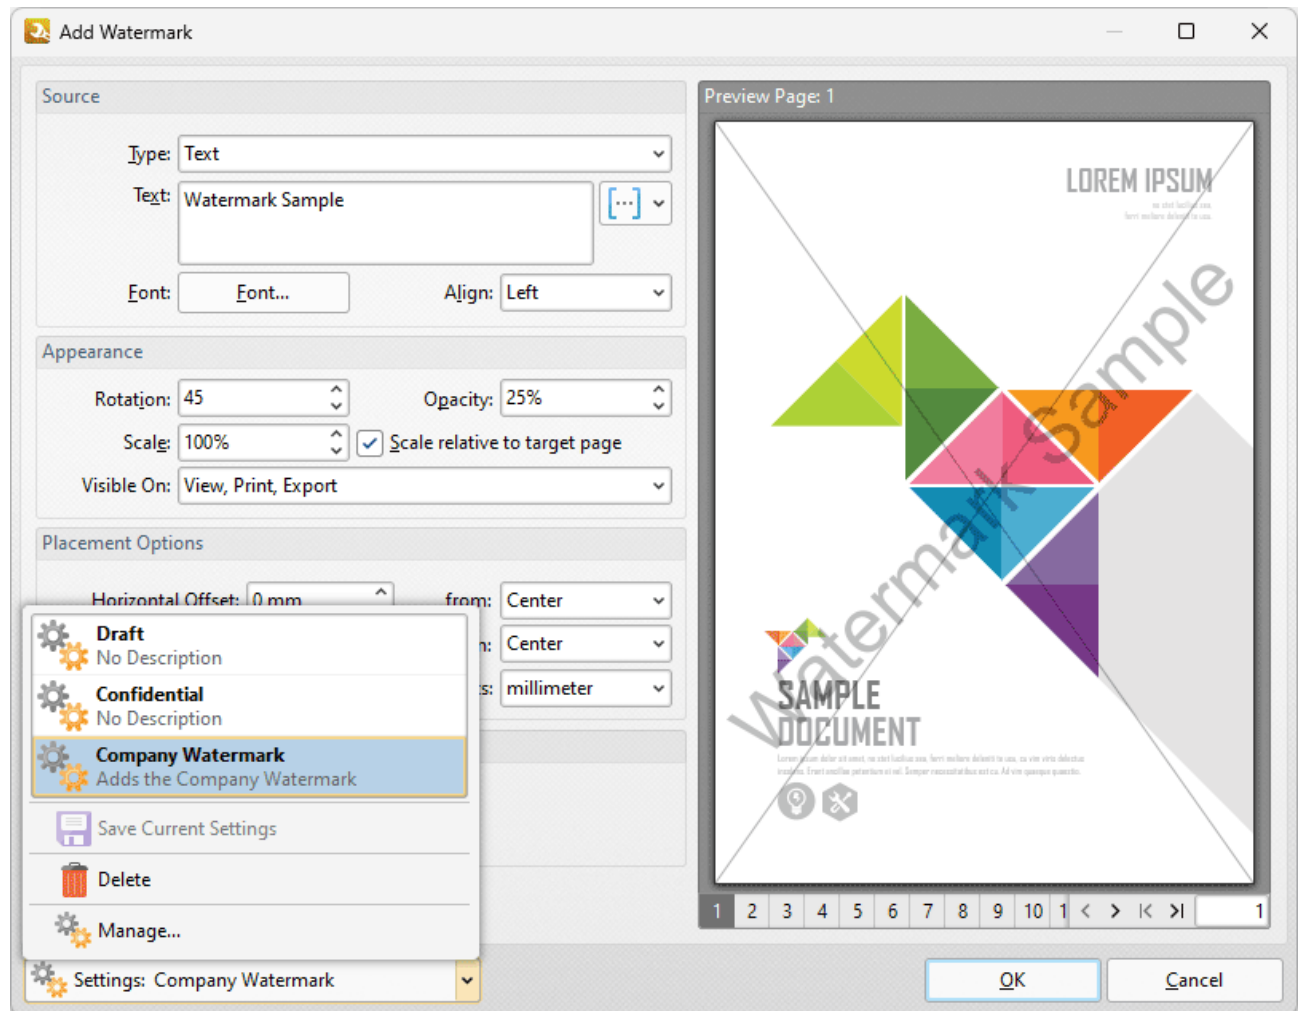 Add Watermark
Source
Type: Text
Text: Watermark Sample
Font: Font...
Align: Left
Appearance
Rotation: 45
Opacity: 25%
Scale: 100%
Scale relative to target page
Visible On: View, Print, Export
Placement Options
Horizontal Offset: 0 mm
from: Center
Center
millimeter
Draft
No Description
Confidential
No Description
Company Watermark
Adds the Company Watermark
Save Current Settings
Delete
Manage...
Settings: Company Watermark
Preview Page: 1
LOREM IPSUM
Watermark Sample
SAMPLE
DOCUMENT
1 2 3 4 5 6 7 8 9 10
1
OK
Cancel